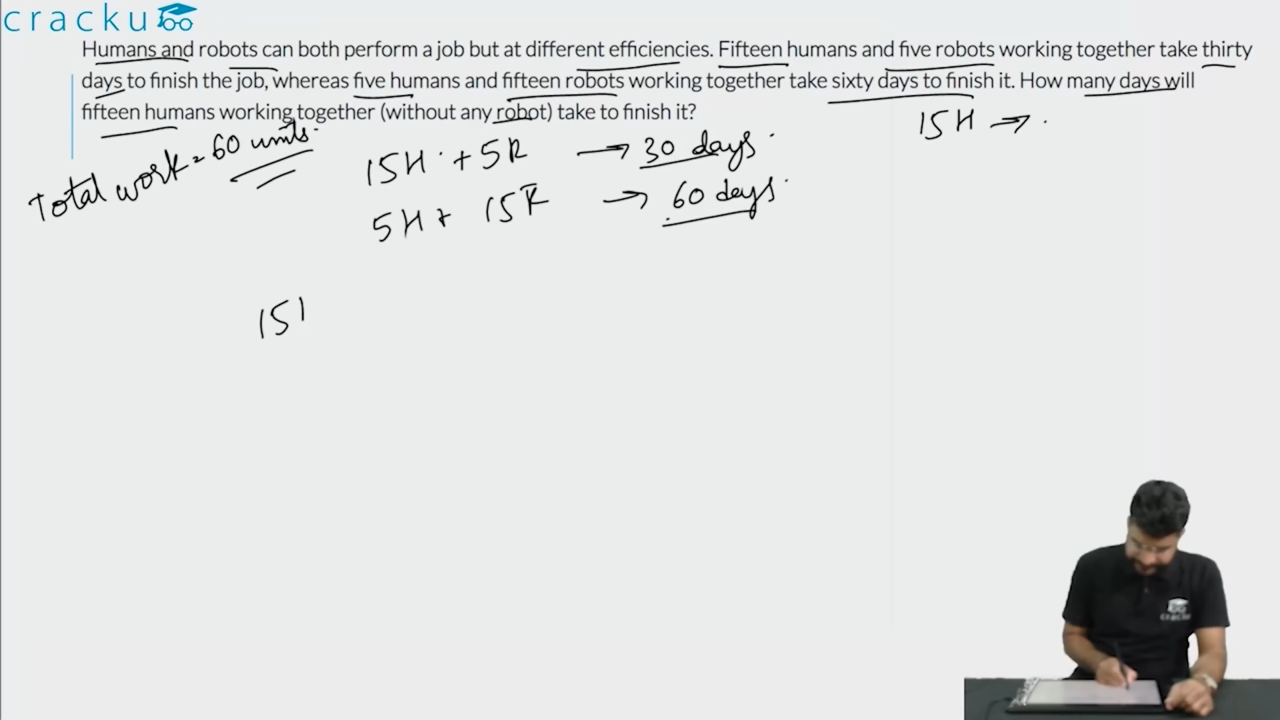 cracku
Humans and robots can both perform a job but at different efficiencies. Fifteen humans and five robots working together take thirty
days to finish the job, whereas five humans and fifteen robots working together take sixty days to finish it. How many days will
fifteen humans working together (without any robot) take to finish it?
15H →
Total work = 60 units.
15H + 5R → 30 days.
5H + 15R → 60 days.
151
cracku